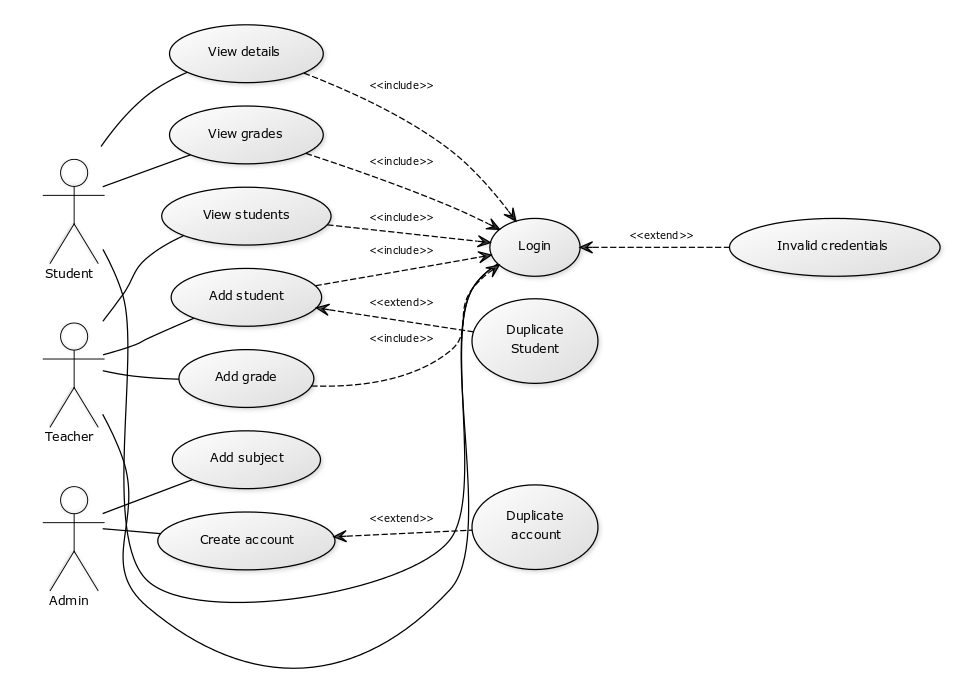 View details
<<include>>
View grades
<<include>>
View students
<<include>>
<<extend>>
Login
Invalid credentials
<<include>>
Student
Add student
<<extend>>
Duplicate
Student
<<include>>
Add grade
Teacher
Add subject
Duplicate
account
<<extend>>
Create account
Admin